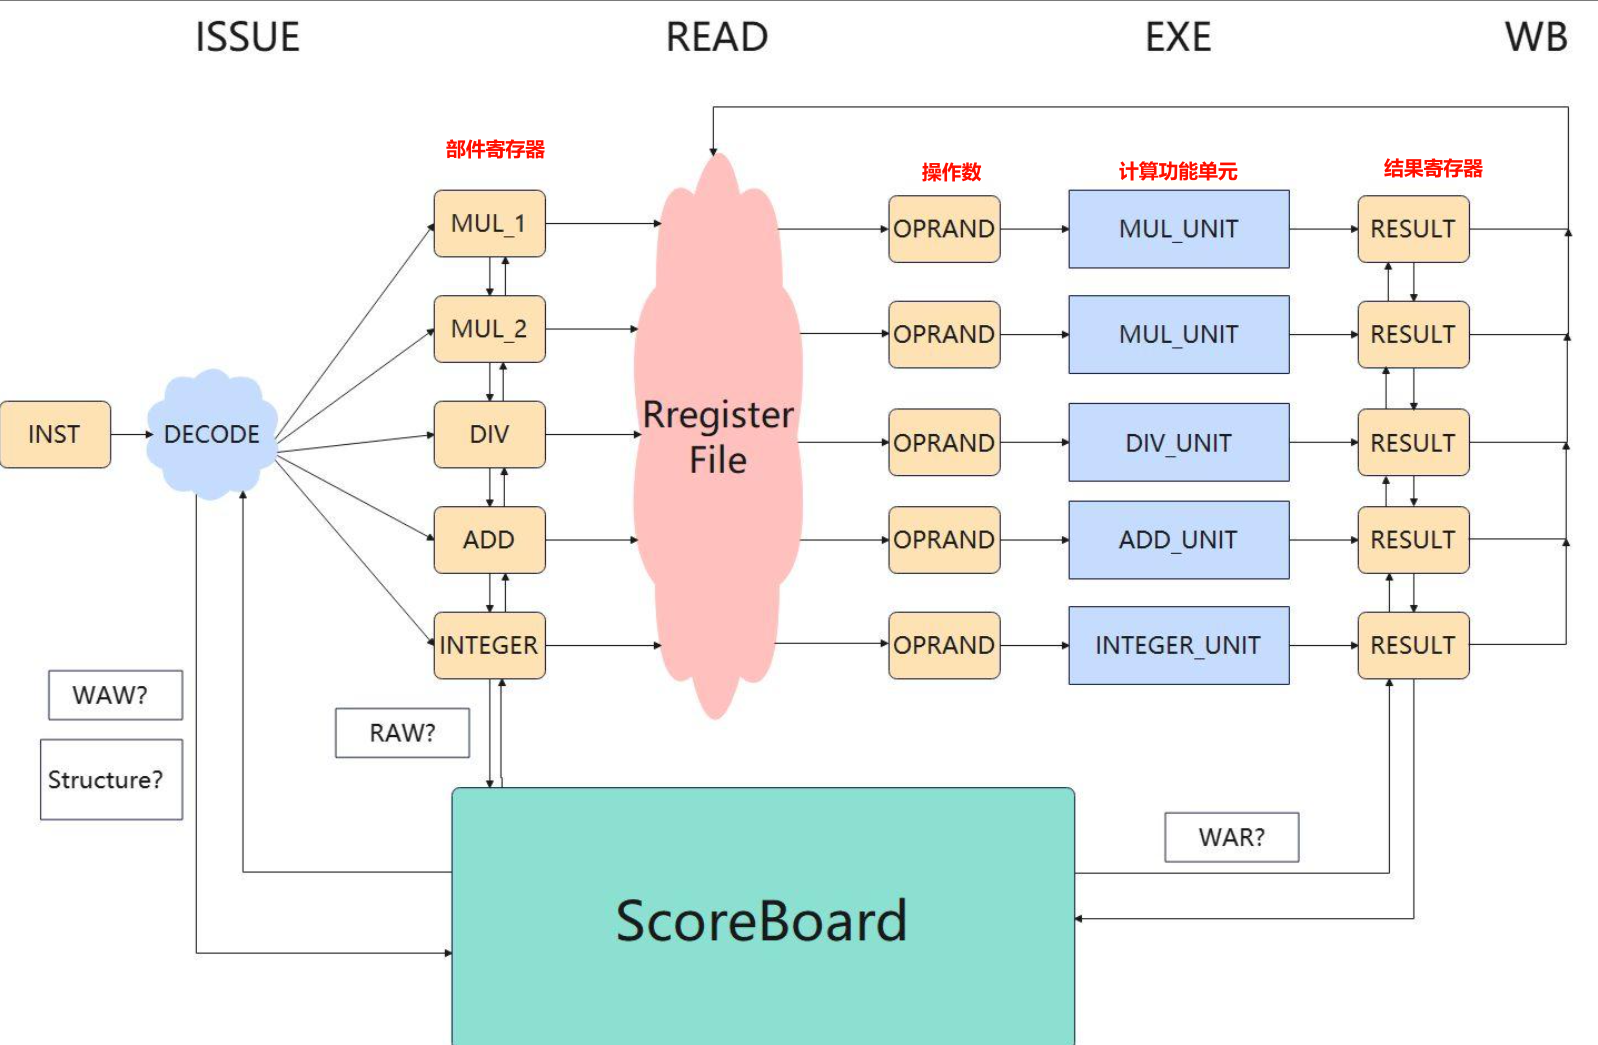 ISSUE
READ
EXE
WB
部件寄存器
操作数
计算功能单元
结果寄存器
MUL_1
OPRAND
MUL_UNIT
RESULT
MUL_2
OPRAND
MUL_UNIT
RESULT
INST
DECODE
DIV
Rregister
File
OPRAND
DIV_UNIT
RESULT
ADD
OPRAND
ADD_UNIT
RESULT
INTEGER
OPRAND
INTEGER_UNIT
RESULT
WAW?
RAW?
Structure?
WAR?
ScoreBoard